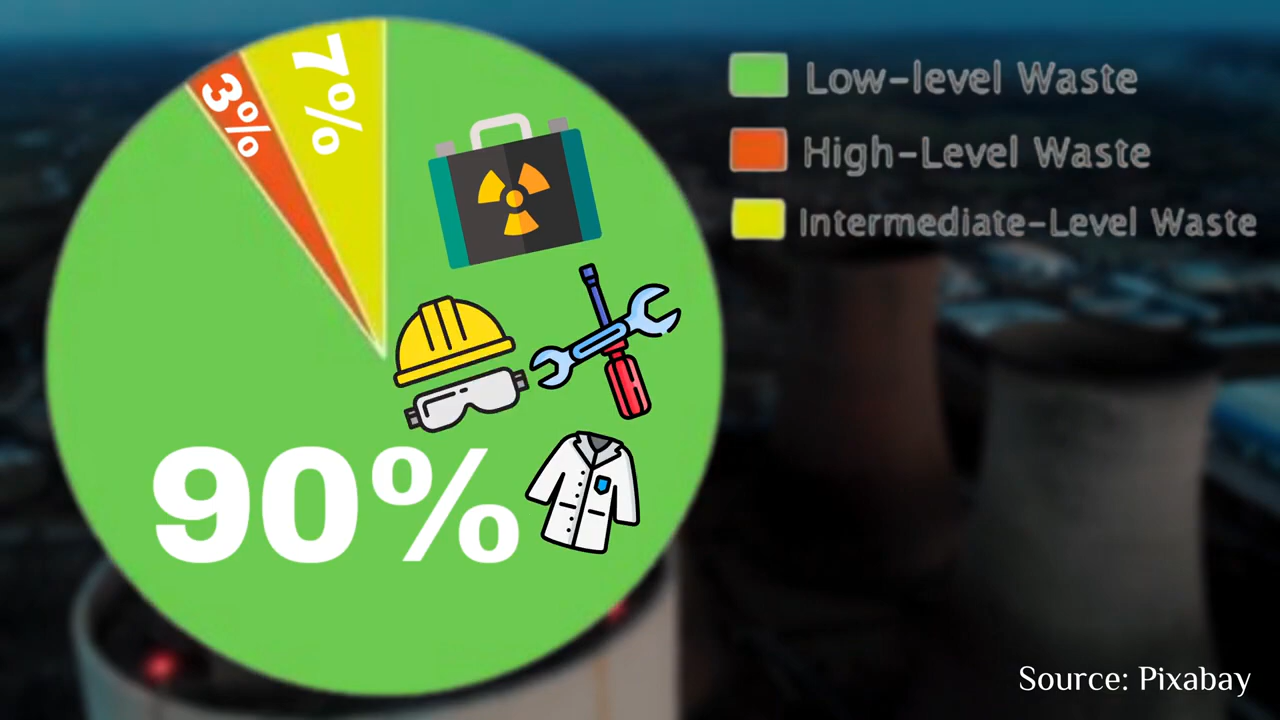 7%
3%
90%
Low-level Waste
High-Level Waste
Intermediate-Level Waste
Source: Pixabay